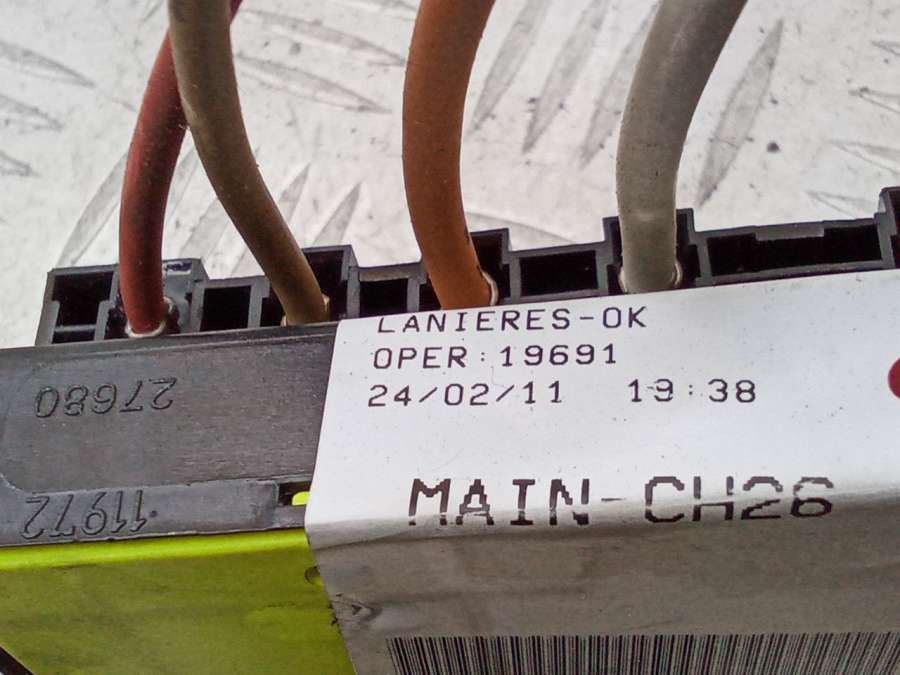 LANIERES-OK
OPER:19691
24/02/11 19:38
MAIN-CH26
27680
11972